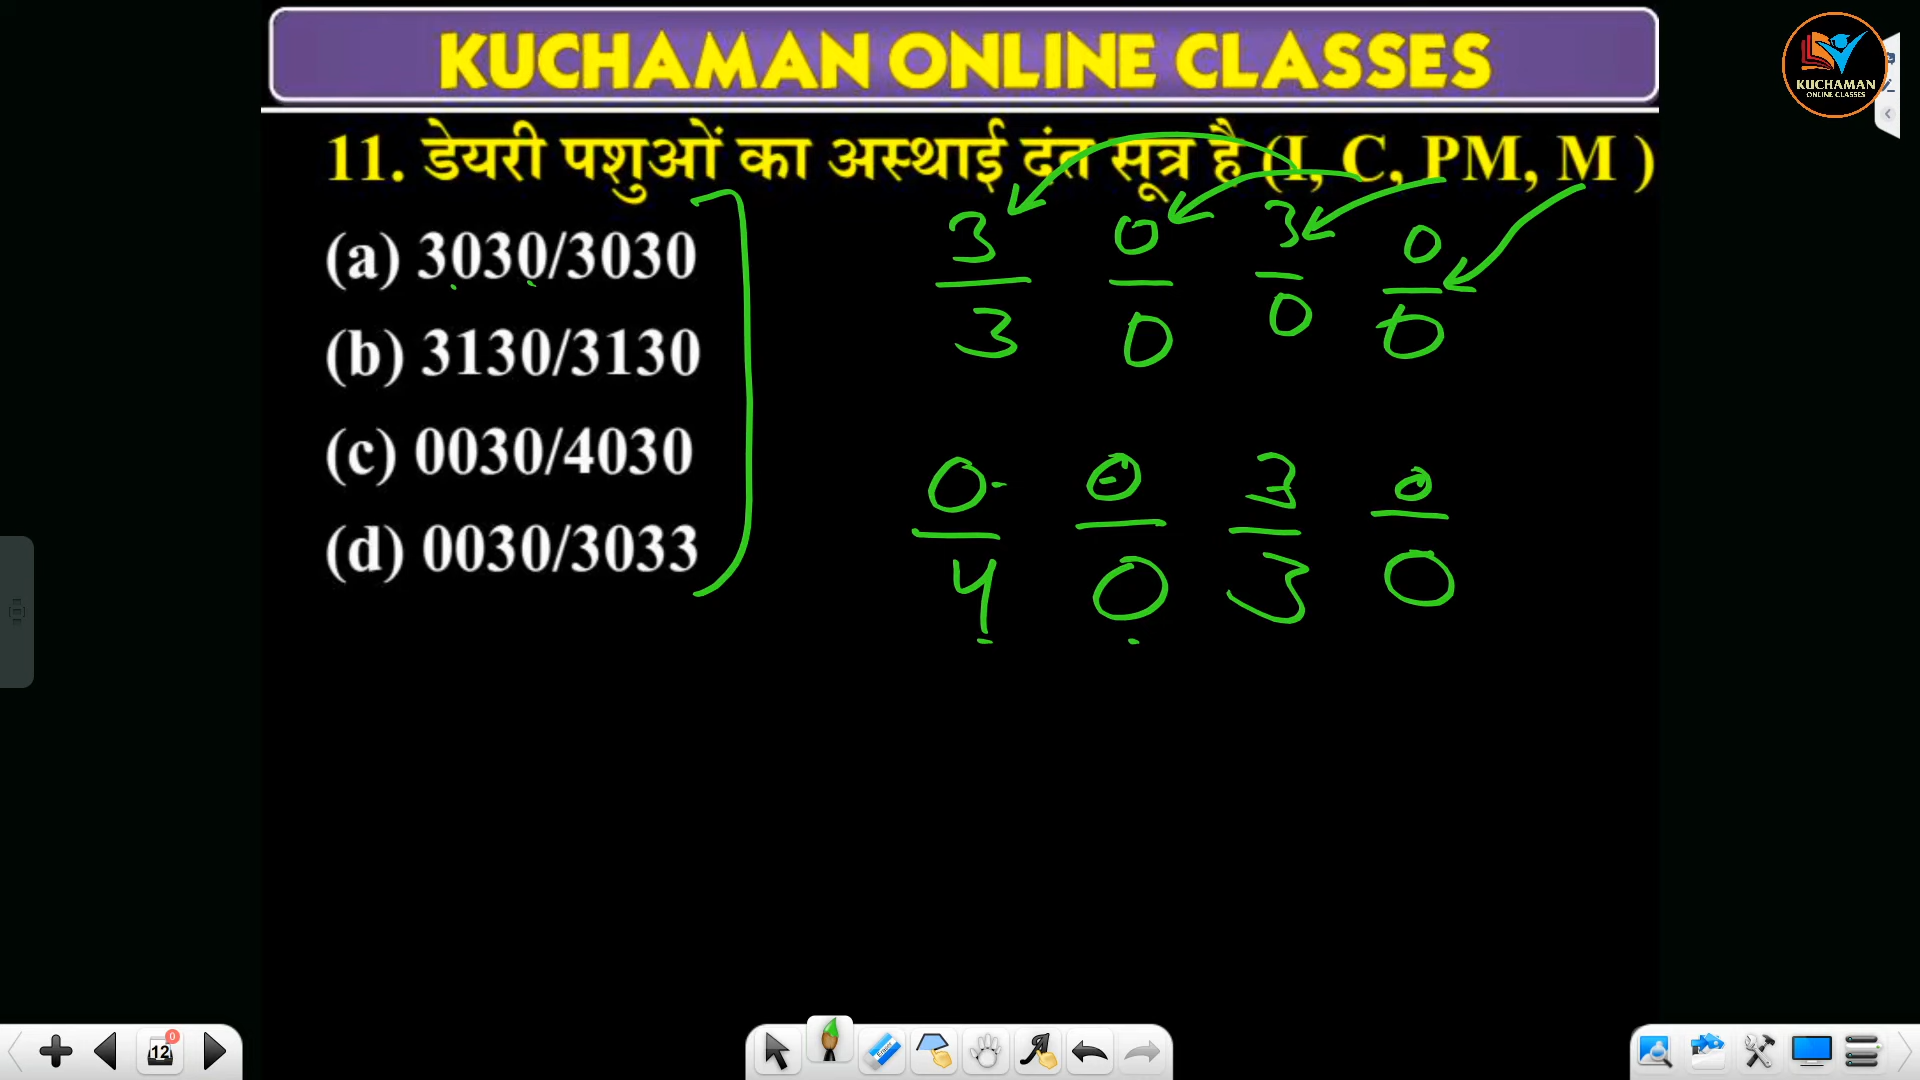 KUCHAMAN ONLINE CLASSES
KUCHAMAN
ONLINE CLASSES
11. डेयरी पशुओं का अस्थाई दंत सूत्र है (I, C, PM, M )
(a) 3030/3030
(b) 3130/3130
(c) 0030/4030
(d) 0030/3033
3 0 3 0
3 0 0 0
0 0 3 0
4 0 3 0
12
0